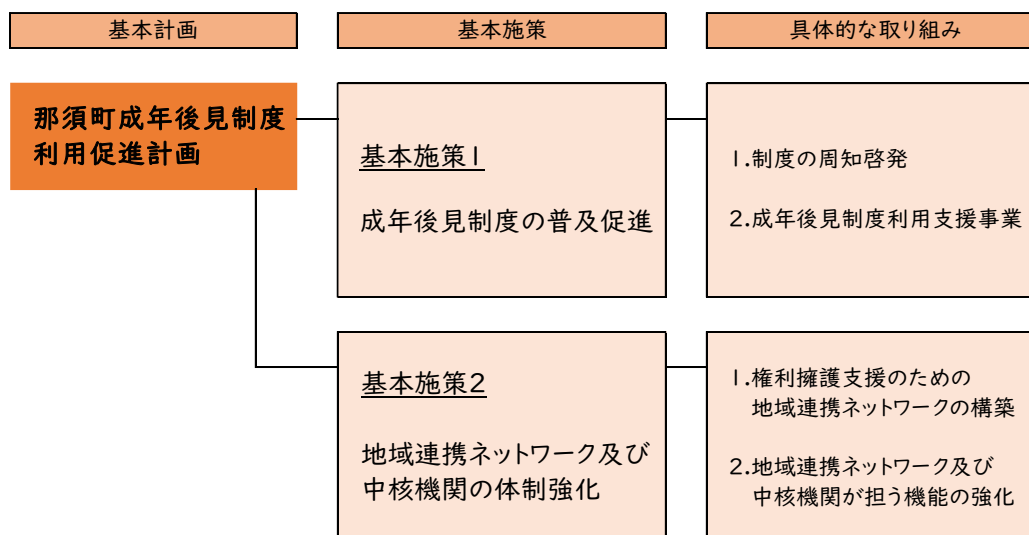 基本計画
基本施策
具体的な取り組み
那須町成年後見制度
利用促進計画
基本施策1
成年後見制度の普及促進
1.制度の周知啓発
2.成年後見制度利用支援事業
基本施策2
地域連携ネットワーク及び
中核機関の体制強化
1.権利擁護支援のための
地域連携ネットワークの構築
2.地域連携ネットワーク及び
中核機関が担う機能の強化